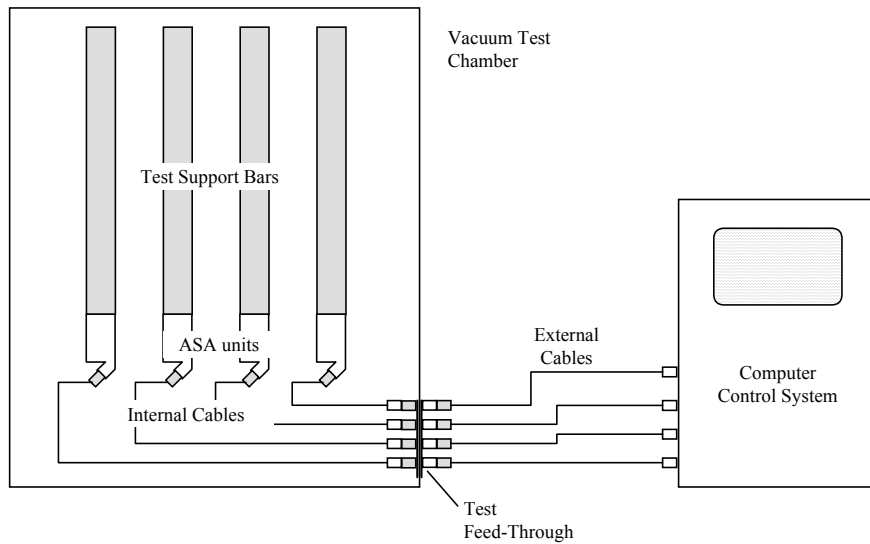 Vacuum Test
Chamber
Test Support Bars
ASA units
External
Cables
Computer
Control System
Internal Cables
Test
Feed-Through